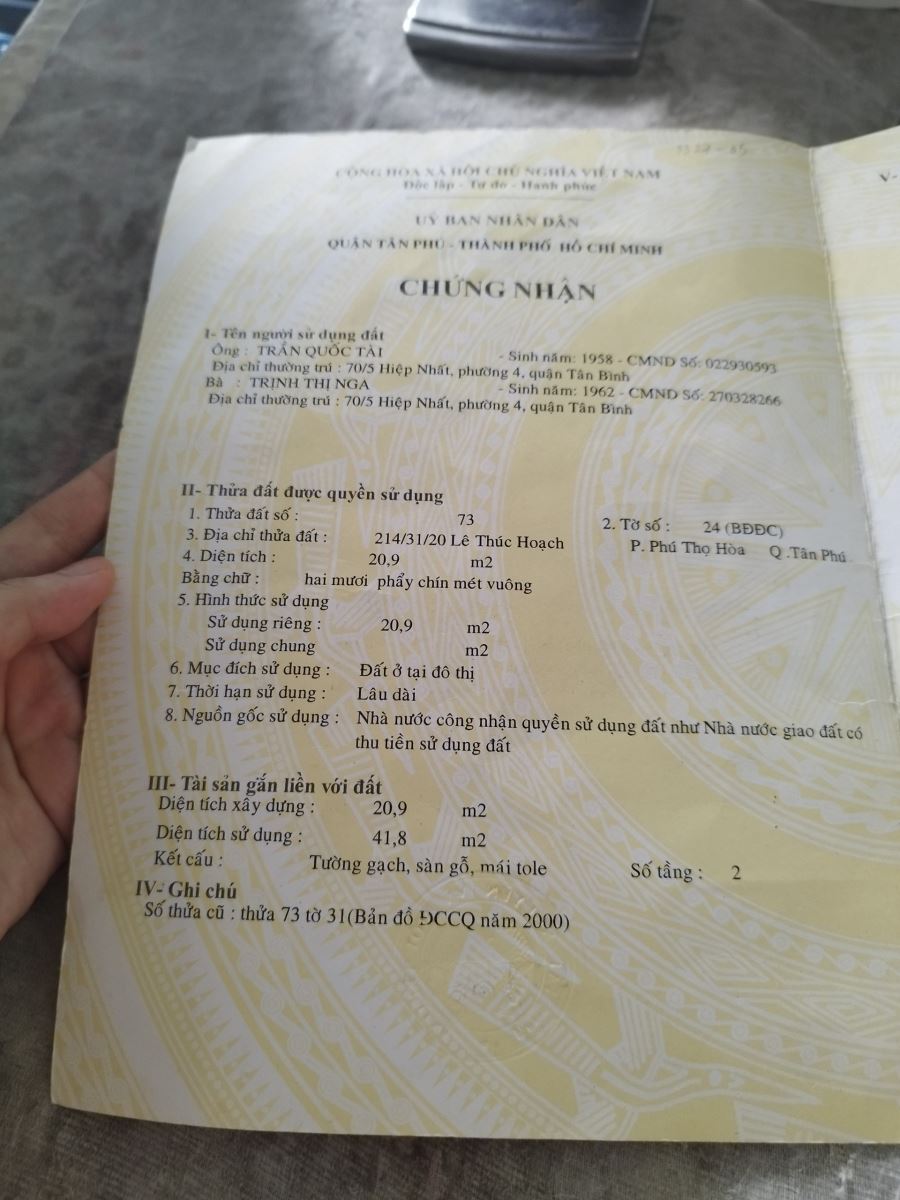 CỘNG HÒA XÃ HỘI CHỦ NGHĨA VIỆT NAM
Độc lập - Tự do - Hạnh phúc
UỶ BAN NHÂN DÂN
QUẬN TÂN PHÚ - THÀNH PHỐ HỒ CHÍ MINH
CHỨNG NHẬN
V-
I- Tên người sử dụng đất
Ông : TRẦN QUỐC TÀI - Sinh năm: 1958 - CMND Số: 022930593
Địa chỉ thường trú : 70/5 Hiệp Nhất, phường 4, quận Tân Bình
Bà : TRỊNH THỊ NGA - Sinh năm: 1962 - CMND Số: 270328266
Địa chỉ thường trú : 70/5 Hiệp Nhất, phường 4, quận Tân Bình
II- Thửa đất được quyền sử dụng
1. Thửa đất số : 73 2. Tờ số : 24 (BĐĐC)
3. Địa chỉ thửa đất : 214/31/20 Lê Thúc Hoạch P. Phú Thọ Hòa Q .Tân Phú
4. Diện tích : 20,9 m2
Bằng chữ : hai mươi phẩy chín mét vuông
5. Hình thức sử dụng
Sử dụng riêng : 20,9 m2
Sử dụng chung m2
6. Mục đích sử dụng : Đất ở tại đô thị
7. Thời hạn sử dụng : Lâu dài
8. Nguồn gốc sử dụng : Nhà nước công nhận quyền sử dụng đất như Nhà nước giao đất có
thu tiền sử dụng đất
III- Tài sản gắn liền với đất
Diện tích xây dựng : 20,9 m2
Diện tích sử dụng : 41,8 m2
Kết cấu : Tường gạch, sàn gỗ, mái tole Số tầng : 2
IV- Ghi chú
Số thửa cũ : thửa 73 tờ 31(Bản đồ ĐCCQ năm 2000)